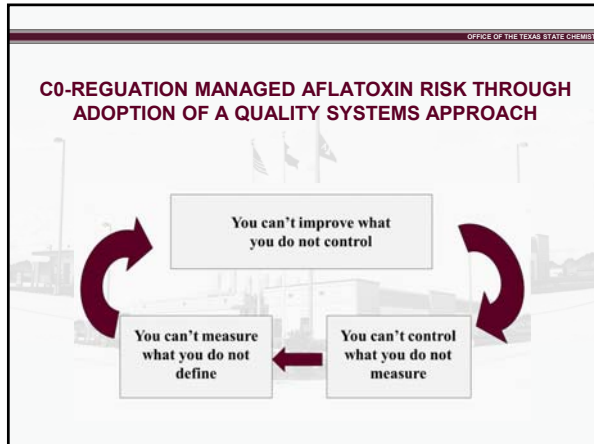 OFFICE OF THE TEXAS STATE CHEMIST
C0-REGUATION MANAGED AFLATOXIN RISK THROUGH
ADOPTION OF A QUALITY SYSTEMS APPROACH
You can't improve what
you do not control
You can't measure
what you do not
define
You can't control
what you do not
measure